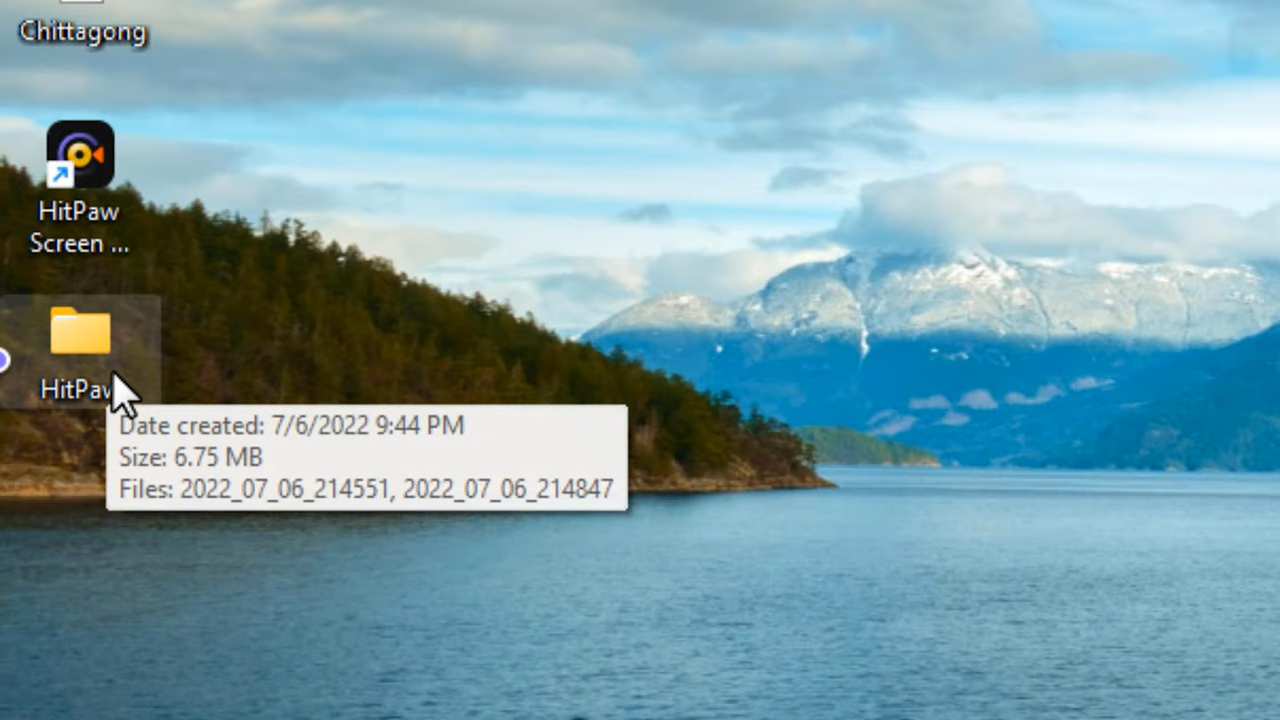 Chittagong
HitPaw
Screen ...
HitPaw
Date created: 7/6/2022 9:44 PM
Size: 6.75 MB
Files: 2022_07_06_214551, 2022_07_06_214847